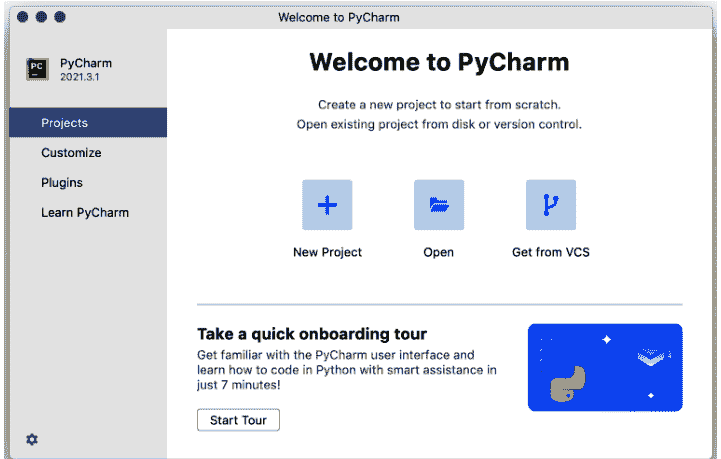 Welcome to PyCharm
PC
PyCharm
2021.3.1
Projects
Customize
Plugins
Learn PyCharm
Welcome to PyCharm
Create a new project to start from scratch.
Open existing project from disk or version control.
New Project
Open
Get from VCS
Take a quick onboarding tour
Get familiar with the PyCharm user interface and
learn how to code in Python with smart assistance in
just 7 minutes!
Start Tour